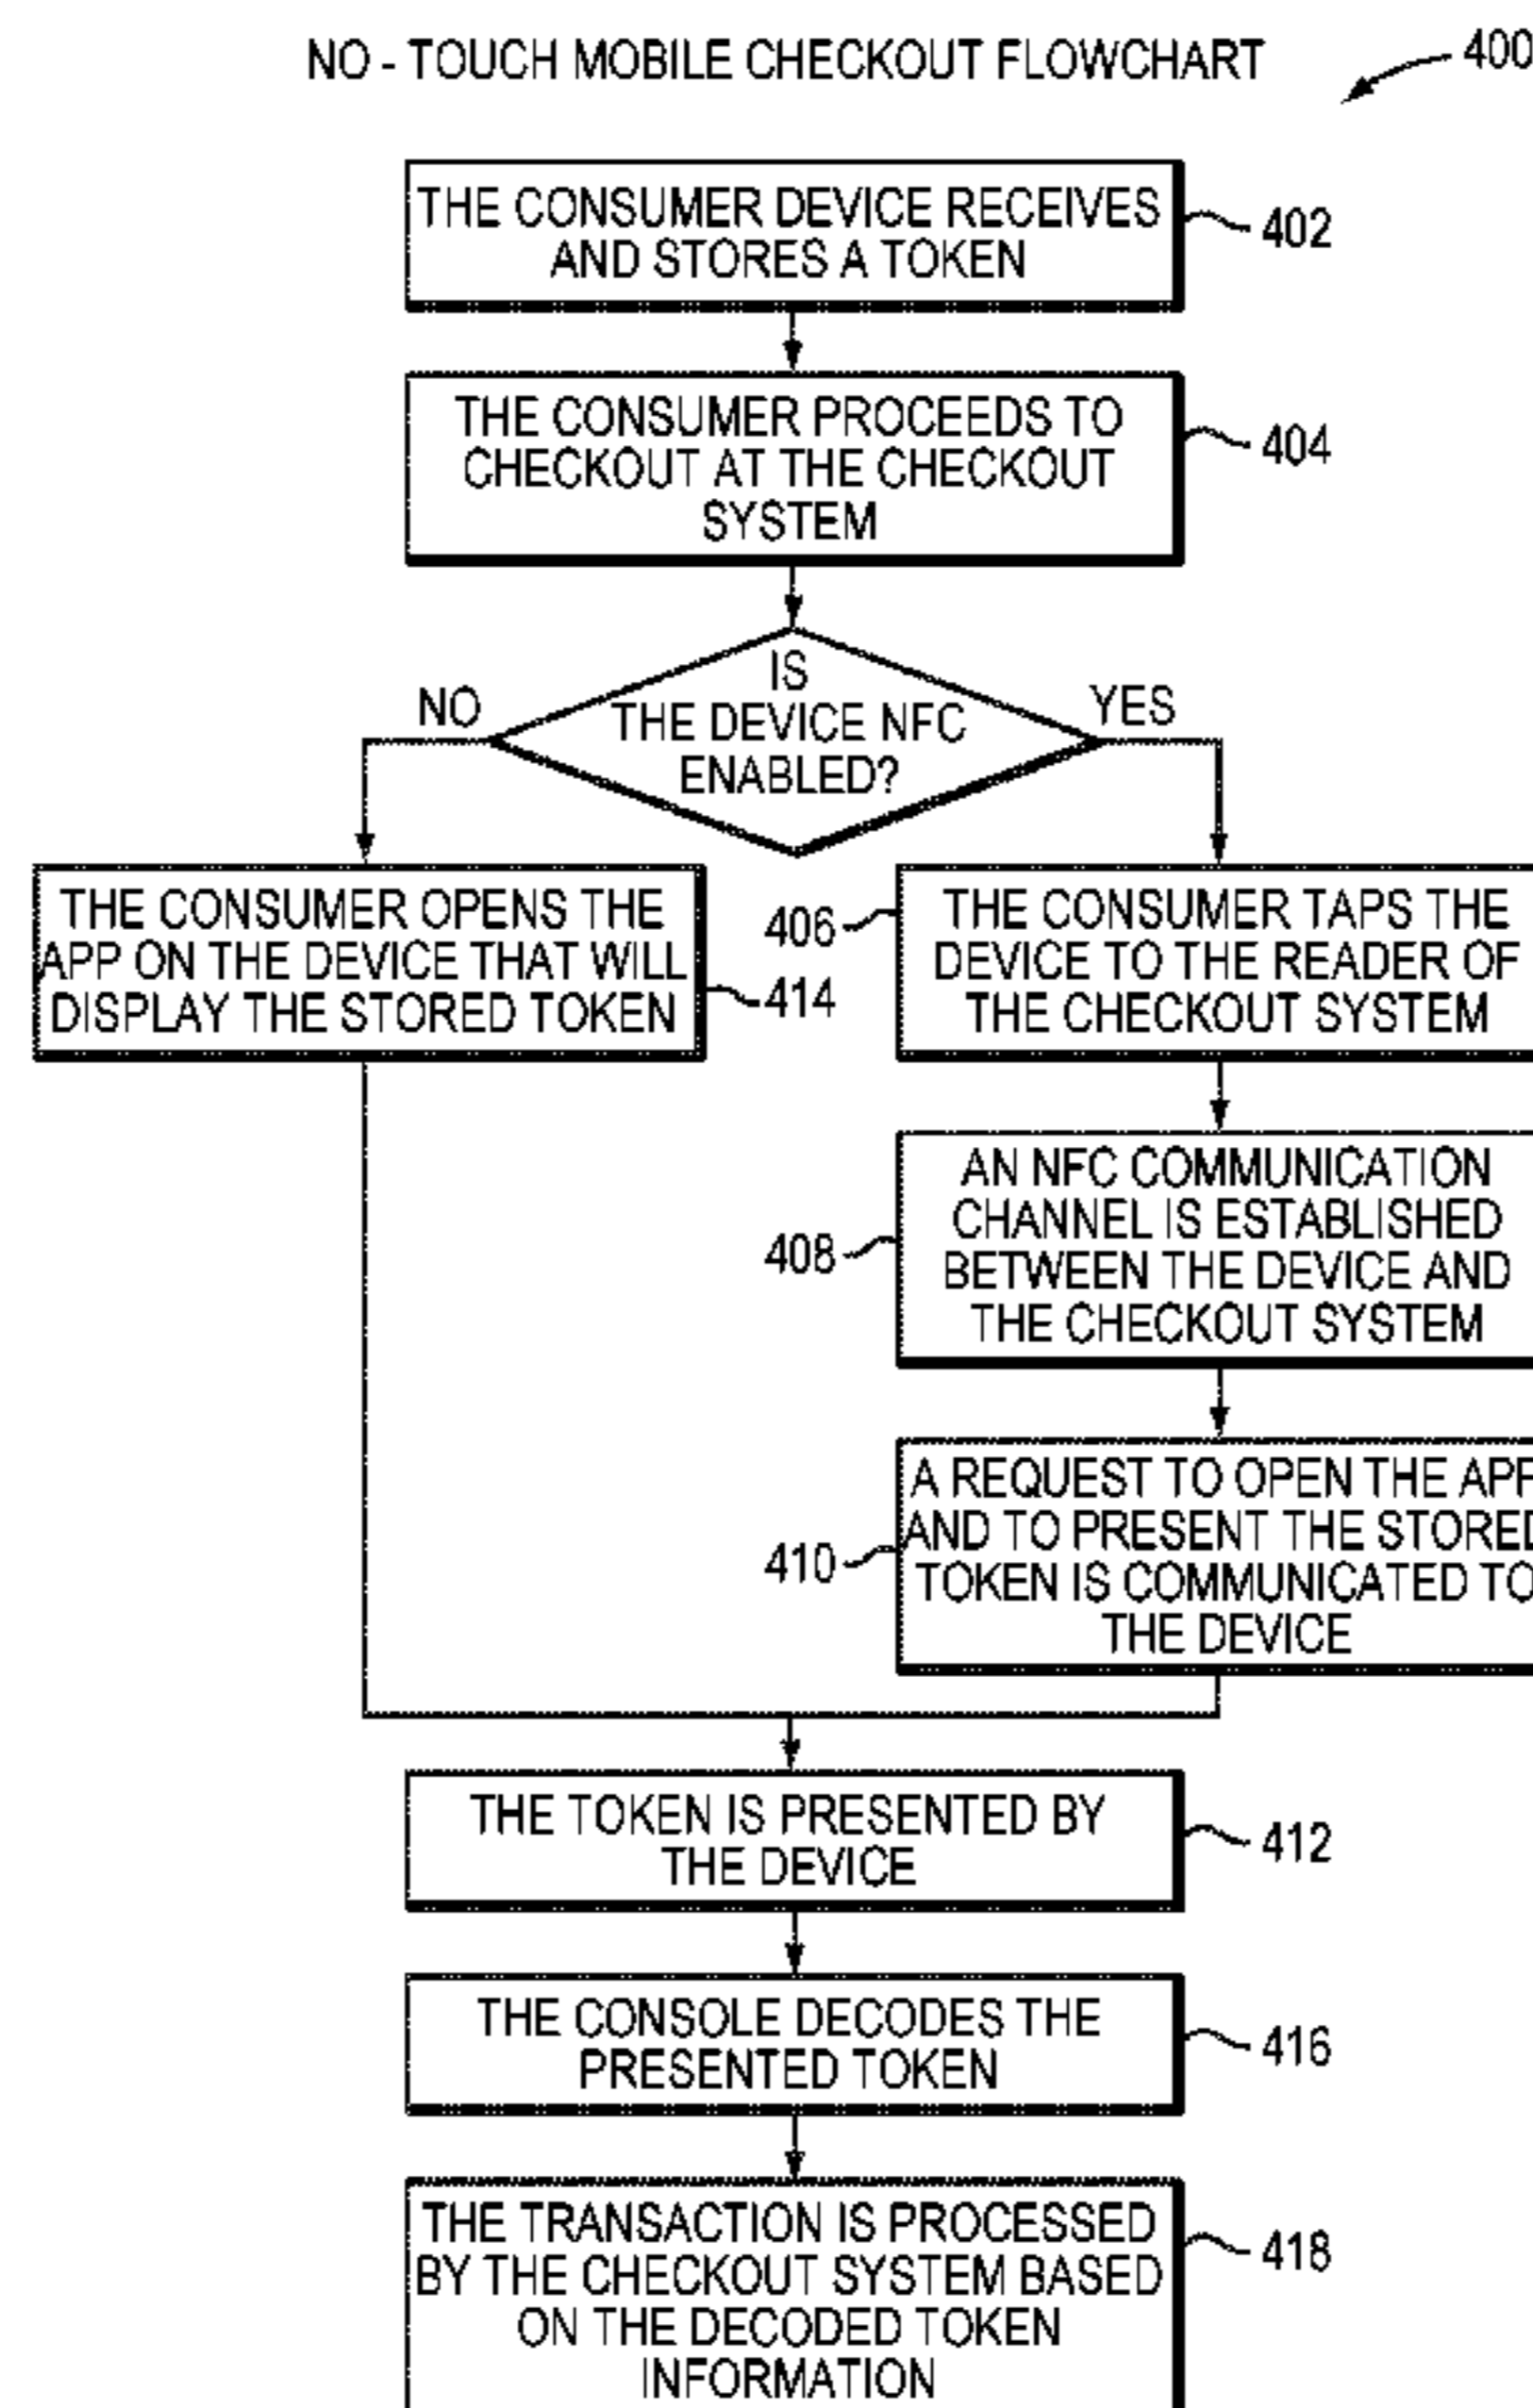 NO - TOUCH MOBILE CHECKOUT FLOWCHART
400
THE CONSUMER DEVICE RECEIVES
AND STORES A TOKEN
402
THE CONSUMER PROCEEDS TO
CHECKOUT AT THE CHECKOUT
SYSTEM
404
IS
THE DEVICE NFC
ENABLED?
NO
YES
THE CONSUMER OPENS THE
APP ON THE DEVICE THAT WILL
DISPLAY THE STORED TOKEN
414
406
THE CONSUMER TAPS THE
DEVICE TO THE READER OF
THE CHECKOUT SYSTEM
408
AN NFC COMMUNICATION
CHANNEL IS ESTABLISHED
BETWEEN THE DEVICE AND
THE CHECKOUT SYSTEM
410
A REQUEST TO OPEN THE APP
AND TO PRESENT THE STORED
TOKEN IS COMMUNICATED TO
THE DEVICE
THE TOKEN IS PRESENTED BY
THE DEVICE
412
THE CONSOLE DECODES THE
PRESENTED TOKEN
416
THE TRANSACTION IS PROCESSED
BY THE CHECKOUT SYSTEM BASED
ON THE DECODED TOKEN
INFORMATION
418